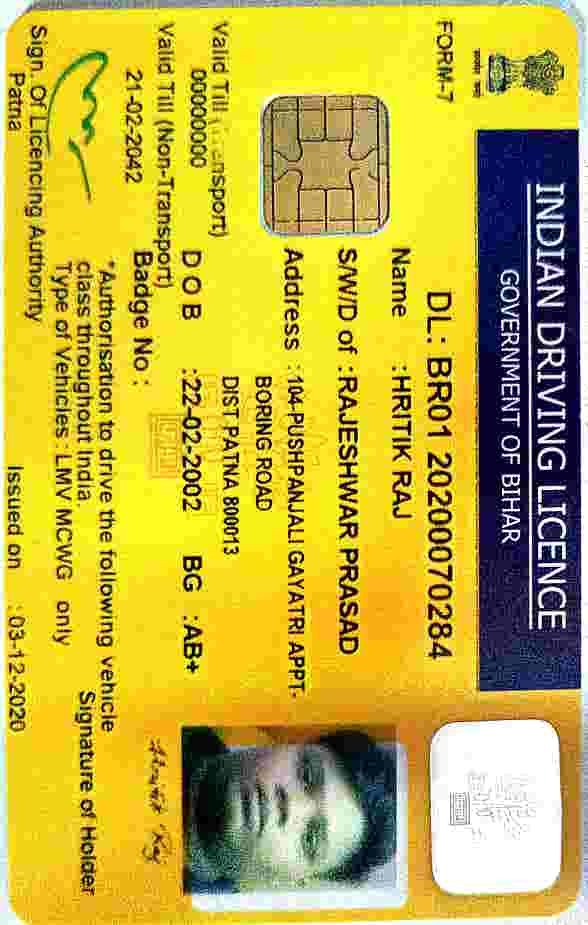 INDIAN DRIVING LICENCE
GOVERNMENT OF BIHAR
FORM-7
DL: BR01 20200070284
Name :HRITIK RAJ
S/W/D of :RAJESHWAR PRASAD
Address :104-PUSHPANJALI GAYATRI APPT-
BORING ROAD
DIST PATNA 800013
Valid Till (Transport)
00000000
D O B :22-02-2002 BG :AB+
Valid Till (Non-Transport)
21-02-2042
Badge No :
*Authorisation to drive the following vehicle
class throughout India.
Type of Vehicles : LMV MCWG only
Signature of Holder
Hritik Raj
Sign. Of Licencing Authority
Patna
Issued on : 03-12-2020